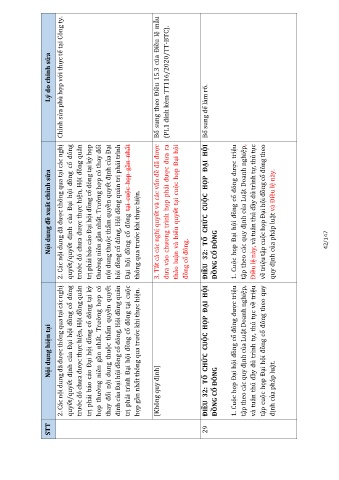 STT
Nội dung hiện tại
Nội dung đề xuất chỉnh sửa
Lý do chỉnh sửa
2. Các nội dung đã được thông qua tại các nghị
quyết/quyết định của Đại hội đồng cổ đông
trước đó chưa được thực hiện, Hội đồng quản
trị phải báo cáo Đại hội đồng cổ đông tại kỳ
họp thường niên gần nhất. Trường hợp có
thay đổi nội dung thuộc thẩm quyền quyết
định của Đại hội đồng cổ đông, Hội đồng quản
trị phải trình Đại hội đồng cổ đông tại cuộc
họp gần nhất thông qua trước khi thực hiện.
2. Các nội dung đã được thông qua tại các nghị
quyết/quyết định của Đại hội đồng cổ đông
trước đó chưa được thực hiện, Hội đồng quản
trị phải báo cáo Đại hội đồng cổ đông tại kỳ họp
thường niên gần nhất. Trường hợp có thay đổi
nội dung thuộc thẩm quyền quyết định của Đại
hội đồng cổ đông, Hội đồng quản trị phải trình
Đại hội đồng cổ đông tại cuộc họp gần nhất
thông qua trước khi thực hiện.
Chỉnh sửa phù hợp với thực tế tại Công ty.
[Không quy định]
3. Tất cả các nghị quyết và các vấn đề đã được
đưa vào chương trình họp phải được đưa ra
thảo luận và biểu quyết tại cuộc họp Đại hội
đồng cổ đông.
Bổ sung theo Điều 15.3 của Điều lệ mẫu
(PL1 đính kèm TT116/2020/TT-BTC).
29
ĐIỀU 32: TỔ CHỨC CUỘC HỌP ĐẠI HỘI
ĐỒNG CỔ ĐÔNG
1. Cuộc họp Đại hội đồng cổ đông được triệu
tập theo các quy định của Luật Doanh nghiệp,
và tuân thủ đầy đủ trình tự, thủ tục về triệu
tập cuộc họp Đại hội đồng cổ đông theo quy
định của pháp luật.
ĐIỀU 32: TỔ CHỨC CUỘC HỌP ĐẠI HỘI
ĐỒNG CỔ ĐÔNG
1. Cuộc họp Đại hội đồng cổ đông được triệu
tập theo các quy định của Luật Doanh nghiệp,
Điều lệ này, và tuân thủ đầy đủ trình tự, thủ tục
về triệu tập cuộc họp Đại hội đồng cổ đông theo
quy định của pháp luật và Điều lệ này.
Bổ sung để làm rõ.
42/147